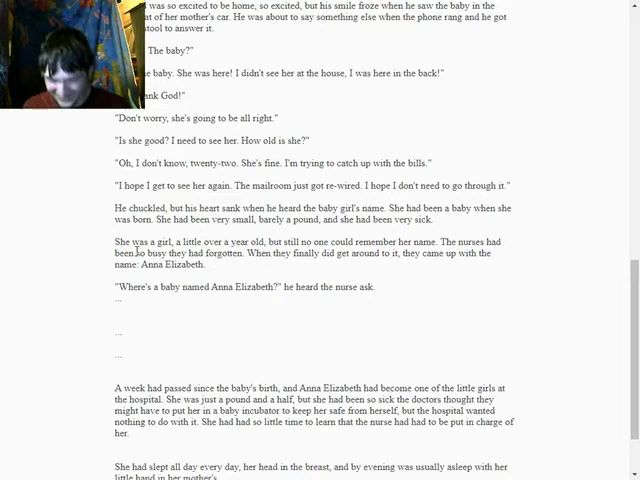 was so excited to be home, so excited, but his smile froze when he saw the baby in the
at of her mother's car. He was about to say something else when the phone rang and he got
stool to answer it.
The baby?"
e baby. She was here! I didn't see her at the house, I was here in the back!"
ank God!"
"Don't worry, she's going to be all right."
"Is she good? I need to see her. How old is she?"
"Oh, I don't know, twenty-two. She's fine. I'm trying to catch up with the bills."
"I hope I get to see her again. The mailroom just got re-wired. I hope I don't need to go through it."
He chuckled, but his heart sank when he heard the baby girl's name. She had been a baby when she
was born. She had been very small, barely a pound, and she had been very sick.
She was a girl, a little over a year old, but still no one could remember her name. The nurses had
been so busy they had forgotten. When they finally did get around to it, they came up with the
name: Anna Elizabeth.
"Where's a baby named Anna Elizabeth?" he heard the nurse ask.
...
...
...
A week had passed since the baby's birth, and Anna Elizabeth had become one of the little girls at
the hospital. She was just a pound and a half, but she had been so sick the doctors thought they
might have to put her in a baby incubator to keep her safe from herself, but the hospital wanted
nothing to do with it. She had had so little time to learn that the nurse had had to be put in charge of
her.
She had slept all day every day, her head in the breast, and by evening was usually asleep with her
little hand in her mother's.